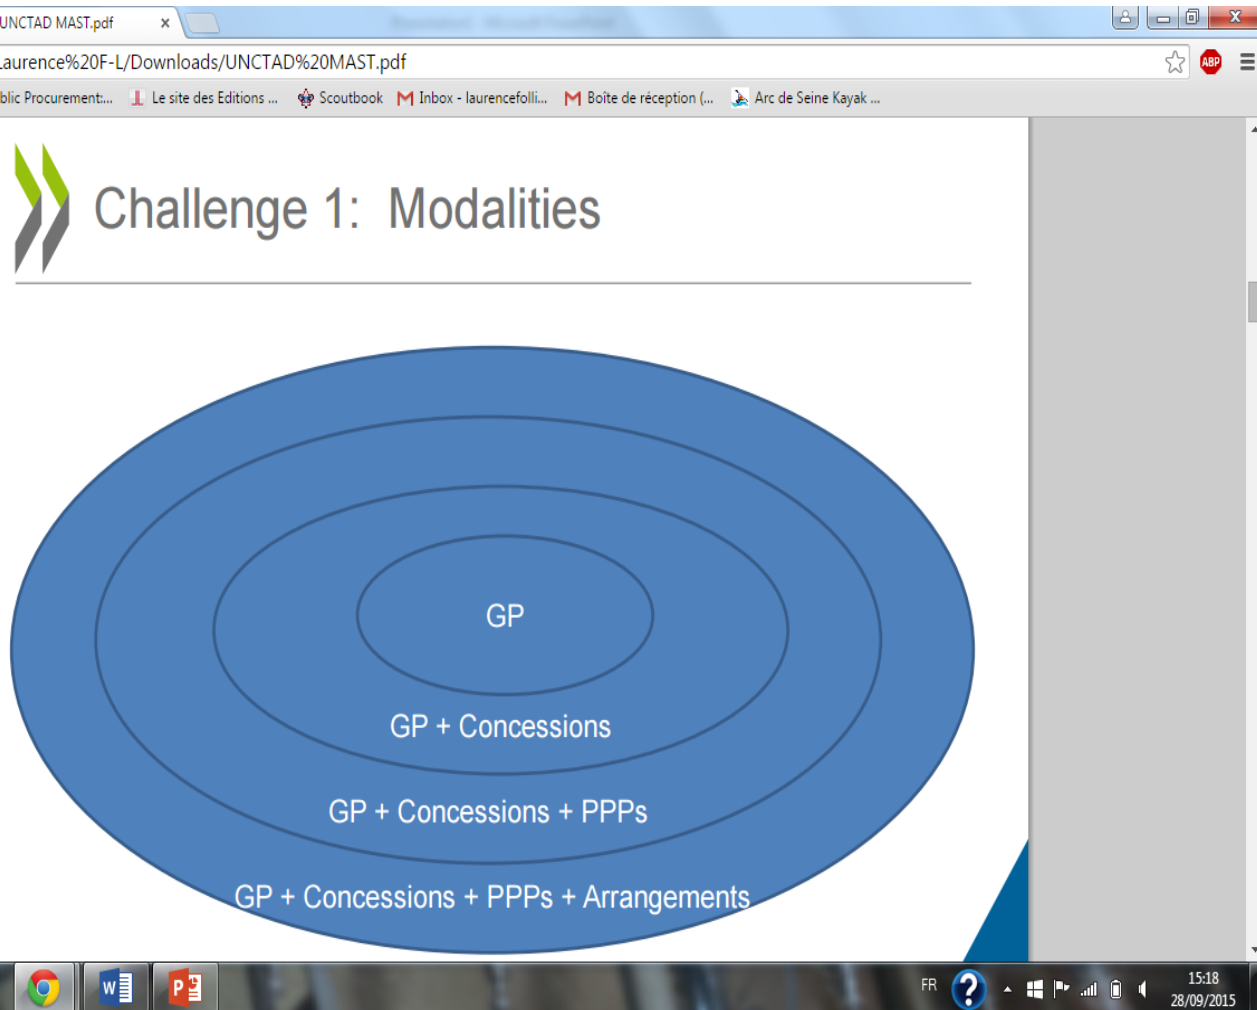 UNCTAD MAST.pdf
Laurence%20F-L/Downloads/UNCTAD%20MAST.pdf
ABP
blic Procurement:... Le site des Editions ... Scoutbook Inbox - laurencefolli... Boîte de réception (... Arc de Seine Kayak ...
Challenge 1: Modalities
GP
GP + Concessions
GP + Concessions + PPPs
GP + Concessions + PPPs + Arrangements
FR
15:18
28/09/2015